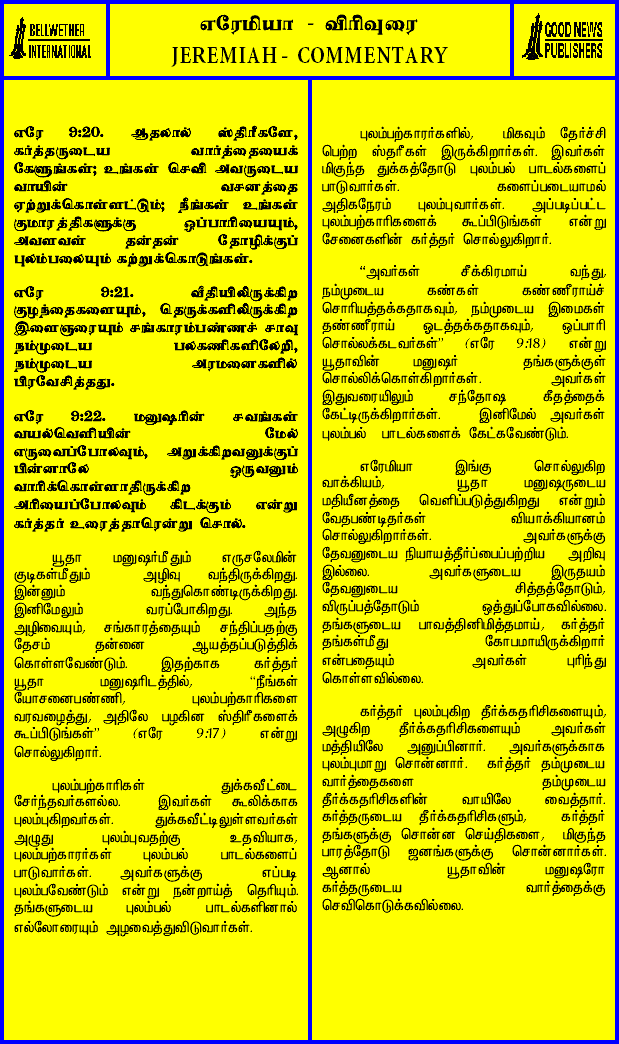 BELLWETHER
INTERNATIONAL
எரேமியா - விரிவுரை
JEREMIAH - COMMENTARY
GOOD NEWS
PUBLISHERS
எரே 9:20. ஆதலால் ஸ்திரீகளே,
கர்த்தருடைய வார்த்தையைக்
கேளுங்கள்; உங்கள் செவி அவருடைய
வாயின் வசனத்தை
ஏற்றுக்கொள்ளட்டும்; நீங்கள் உங்கள்
குமாரத்திகளுக்கு ஒப்பாரியையும்,
அவளவள் தன்தன் தோழிக்குப்
புலம்பலையும் கற்றுக்கொடுங்கள்.
எரே 9:21. வீதியிலிருக்கிற
குழந்தைகளையும், தெருக்களிலிருக்கிற
இளைஞரையும் சங்காரம்பண்ணச் சாவு
நம்முடைய பலகணிகளிலேறி,
நம்முடைய அரமனைகளில்
பிரவேசித்தது.
எரே 9:22. மனுஷரின் சவங்கள்
வயல்வெளியின் மேல்
எருவைப்போலவும், அறுக்கிறவனுக்குப்
பின்னாலே ஒருவனும்
வாரிக்கொள்ளாதிருக்கிற
அரியைப்போலவும் கிடக்கும் என்று
கர்த்தர் உரைத்தாரென்று சொல்.
யூதா மனுஷர்மீதும் எருசலேமின்
குடிகள்மீதும் அழிவு வந்திருக்கிறது.
இன்னும் வந்துகொண்டிருக்கிறது.
இனிமேலும் வரப்போகிறது. அந்த
அழிவையும், சங்காரத்தையும் சந்திப்பதற்கு
தேசம் தன்னை ஆயத்தப்படுத்திக்
கொள்ளவேண்டும். இதற்காக கர்த்தர்
யூதா மனுஷரிடத்தில், “நீங்கள்
யோசனைபண்ணி, புலம்பற்காரிகளை
வரவழைத்து, அதிலே பழகின ஸ்திரீகளைக்
கூப்பிடுங்கள்” (எரே 9:17) என்று
சொல்லுகிறார்.
புலம்பற்காரிகள் துக்கவீட்டை
சேர்ந்தவர்களல்ல. இவர்கள் கூலிக்காக
புலம்புகிறவர்கள். துக்கவீட்டிலுள்ளவர்கள்
அழுது புலம்புவதற்கு உதவியாக,
புலம்பற்காரர்கள் புலம்பல் பாடல்களைப்
பாடுவார்கள். அவர்களுக்கு எப்படி
புலம்பவேண்டும் என்று நன்றாய்த் தெரியும்.
தங்களுடைய புலம்பல் பாடல்களினால்
எல்லோரையும் அழவைத்துவிடுவார்கள்.
புலம்பற்காரர்களில், மிகவும் தேர்ச்சி
பெற்ற ஸ்தரீகள் இருக்கிறார்கள். இவர்கள்
மிகுந்த துக்கத்தோடு புலம்பல் பாடல்களைப்
பாடுவார்கள். களைப்படையாமல்
அதிகநேரம் புலம்புவார்கள். அப்படிப்பட்ட
புலம்பற்காரிகளைக் கூப்பிடுங்கள் என்று
சேனைகளின் கர்த்தர் சொல்லுகிறார்.
“அவர்கள் சீக்கிரமாய் வந்து,
நம்முடைய கண்கள் கண்ணீராய்ச்
சொரியத்தக்கதாகவும், நம்முடைய இமைகள்
தண்ணீராய் ஓடத்தக்கதாகவும், ஒப்பாரி
சொல்லக்கடவர்கள்” (எரே 9:18) என்று
யூதாவின் மனுஷர் தங்களுக்குள்
சொல்லிக்கொள்கிறார்கள். அவர்கள்
இதுவரையிலும் சந்தோஷ கீதத்தைக்
கேட்டிருக்கிறார்கள். இனிமேல் அவர்கள்
புலம்பல் பாடல்களைக் கேட்கவேண்டும்.
எரேமியா இங்கு சொல்லுகிற
வாக்கியம், யூதா மனுஷருடைய
மதியீனத்தை வெளிப்படுத்துகிறது என்றும்
வேதபண்டிதர்கள் வியாக்கியானம்
சொல்லுகிறார்கள். அவர்களுக்கு
தேவனுடைய நியாயத்தீர்ப்பைப்பற்றிய அறிவு
இல்லை. அவர்களுடைய இருதயம்
தேவனுடைய சித்தத்தோடும்,
விருப்பத்தோடும் ஒத்துப்போகவில்லை.
தங்களுடைய பாவத்தினிமித்தமாய், கர்த்தர்
தங்கள்மீது கோபமாயிருக்கிறார்
என்பதையும் அவர்கள் புரிந்து
கொள்ளவில்லை.
கர்த்தர் புலம்புகிற தீர்க்கதரிசிகளையும்,
அழுகிற தீர்க்கதரிசிகளையும் அவர்கள்
மத்தியிலே அனுப்பினார். அவர்களுக்காக
புலம்புமாறு சொன்னார். கர்த்தர் தம்முடைய
வார்த்தைகளை தம்முடைய
தீர்க்கதரிசிகளின் வாயிலே வைத்தார்.
கர்த்தருடைய தீர்க்கதரிசிகளும், கர்த்தர்
தங்களுக்கு சொன்ன செய்திகளை, மிகுந்த
பாரத்தோடு ஜனங்களுக்கு சொன்னார்கள்.
ஆனால் யூதாவின் மனுஷரோ
கர்த்தருடைய வார்த்தைக்கு
செவிகொடுக்கவில்லை.